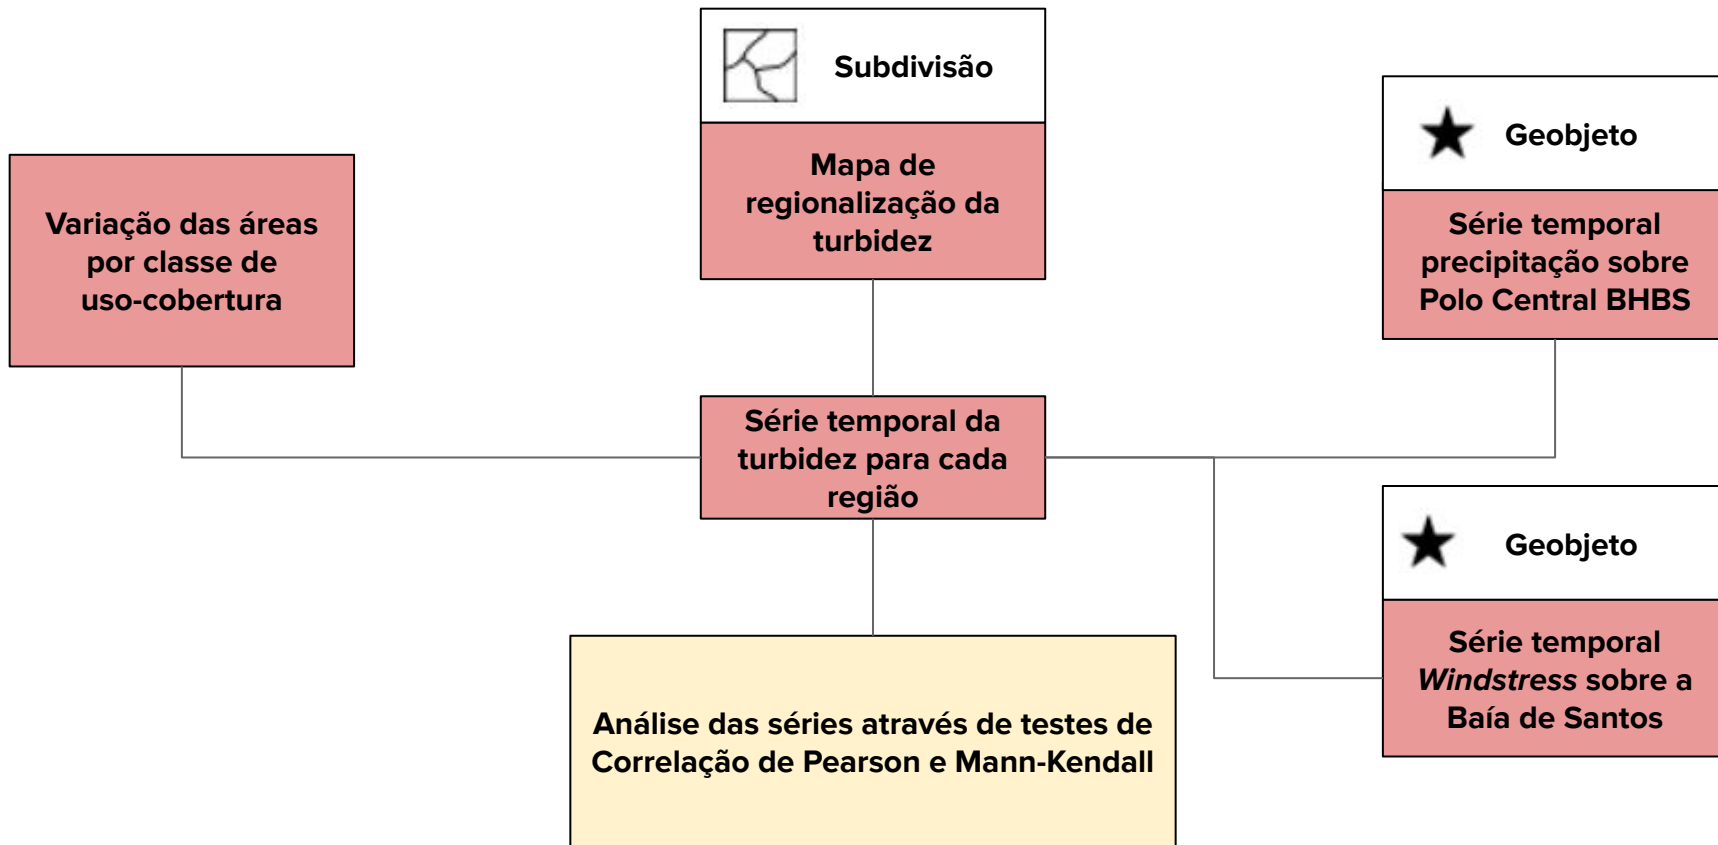 Subdivisão
Mapa de
regionalização da
turbidez
Geobjeto
Série temporal
precipitação sobre
Polo Central BHBS
Variação das áreas
por classe de
uso-cobertura
Série temporal da
turbidez para cada
região
Geobjeto
Série temporal
Windstress sobre a
Baía de Santos
Análise das séries através de testes de
Correlação de Pearson e Mann-Kendall